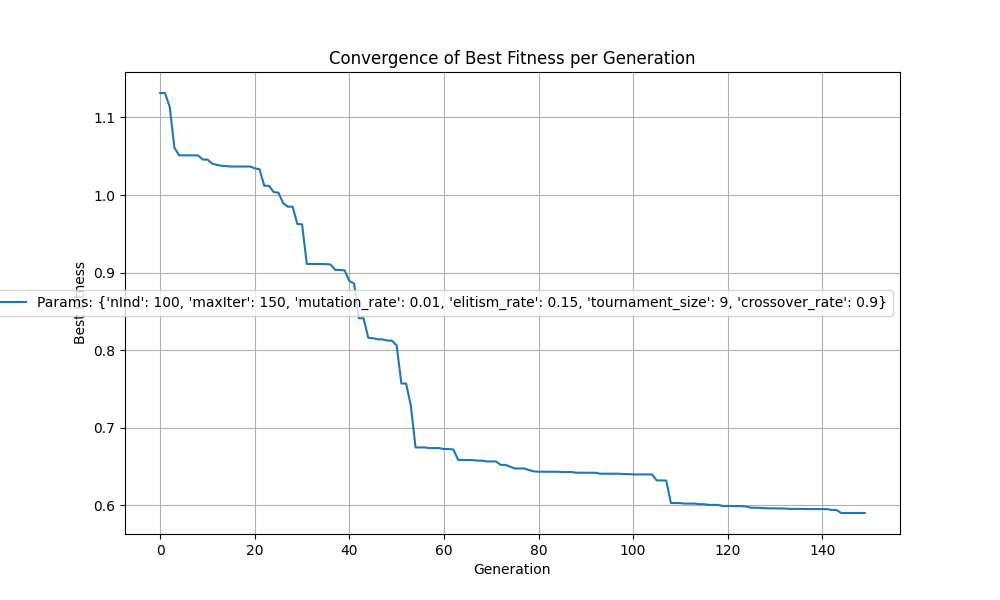 Convergence of Best Fitness per Generation
1.1
1.0
0.9
0.8
0.7
0.6
Best
ness
Params: {'nInd': 100, 'maxIter': 150, 'mutation_rate': 0.01, 'elitism_rate': 0.15, 'tournament_size': 9, 'crossover_rate': 0.9}
0
20
40
60
80
100
120
140
Generation